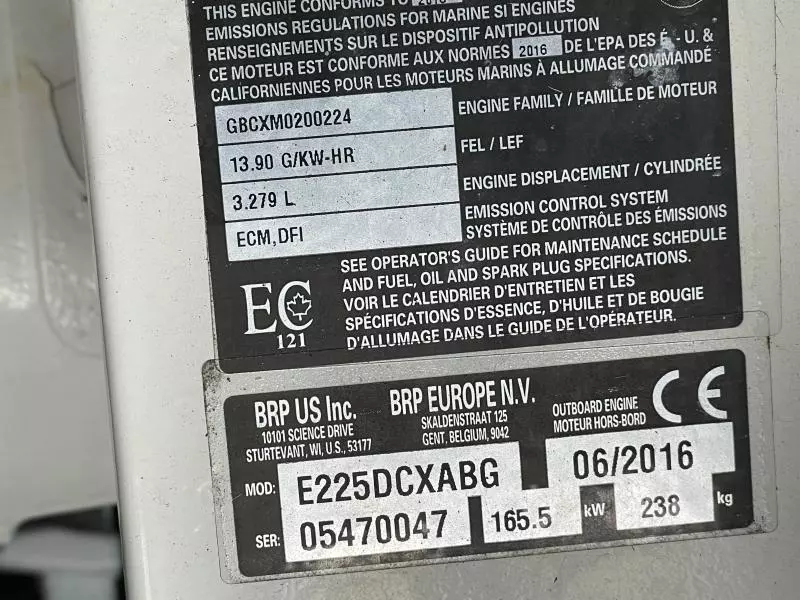 THIS ENGINE CONFORMS TO 2016
EMISSIONS REGULATIONS FOR MARINE SI ENGINES
RENSEIGNEMENTS SUR LE DISPOSITIF ANTIPOLLUTION
CE MOTEUR EST CONFORME AUX NORMES 2016 DE L'EPA DES É.-U. &
CALIFORNIENNES POUR LES MOTEURS MARINS À ALLUMAGE COMMANDÉ
GBCXM0200224 ENGINE FAMILY / FAMILLE DE MOTEUR
13.90 G/KW-HR FEL / LEF
3.279 L ENGINE DISPLACEMENT / CYLINDRÉE
ECM,DFI EMISSION CONTROL SYSTEM
SYSTÈME DE CONTRÔLE DES ÉMISSIONS
SEE OPERATOR'S GUIDE FOR MAINTENANCE SCHEDULE
AND FUEL, OIL AND SPARK PLUG SPECIFICATIONS.
VOIR LE CALENDRIER D'ENTRETIEN ET LES
SPÉCIFICATIONS D'ESSENCE, D'HUILE ET DE BOUGIE
D'ALLUMAGE DANS LE GUIDE DE L'OPÉRATEUR.
EC
121
BRP US Inc.
10101 SCIENCE DRIVE
STURTEVANT, WI, U.S., 53177
BRP EUROPE N.V.
SKALDENSTRAAT 125
GENT, BELGIUM, 9042
OUTBOARD ENGINE
MOTEUR HORS-BORD
CE
MOD: E225DCXABG 06/2016
SER: 05470047 165.5 kW 238 kg